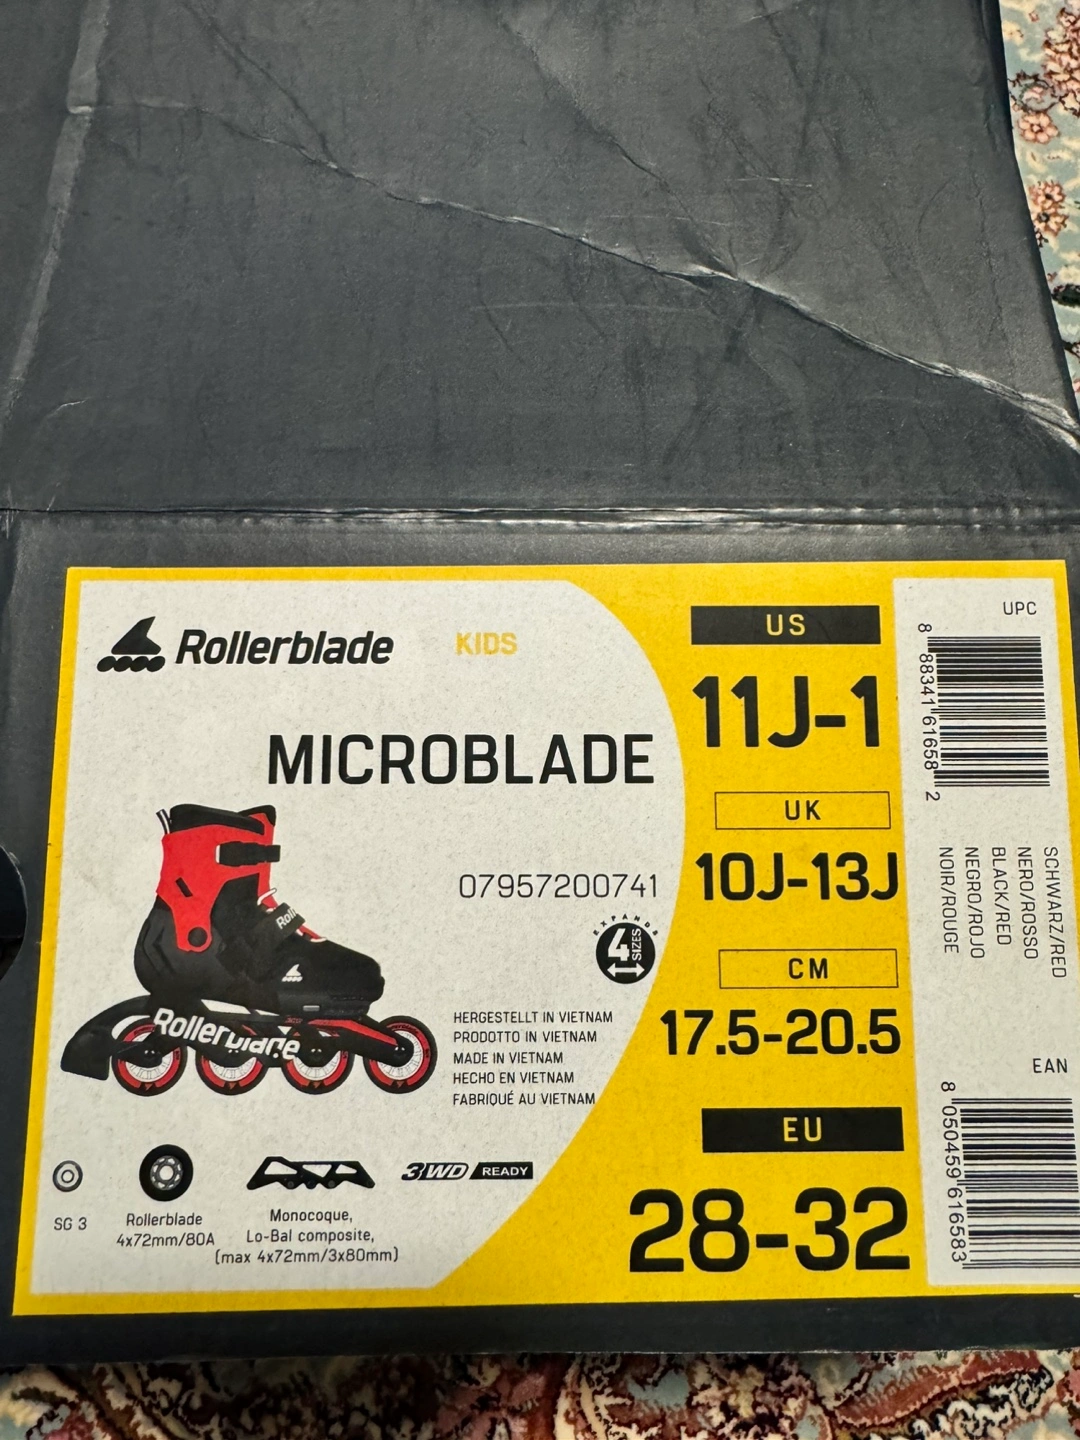 Rollerblade KIDS
MICROBLADE
07957200741
EXPANDS
4 SIZES
HERGESTELLT IN VIETNAM
PRODOTTO IN VIETNAM
MADE IN VIETNAM
HECHO EN VIETNAM
FABRIQUÉ AU VIETNAM
Rollerblade
SG 3
Rollerblade
4x72mm/80A
Monocoque,
Lo-Bal composite,
(max 4x72mm/3x80mm)
3WD READY
US
11J-1
UK
10J-13J
CM
17.5-20.5
EU
28-32
UPC
8 88341 61658 2
SCHWARZ/RED
NERO/ROSSO
BLACK/RED
NEGRO/ROJO
NOIR/ROUGE
EAN
8 050459 616583